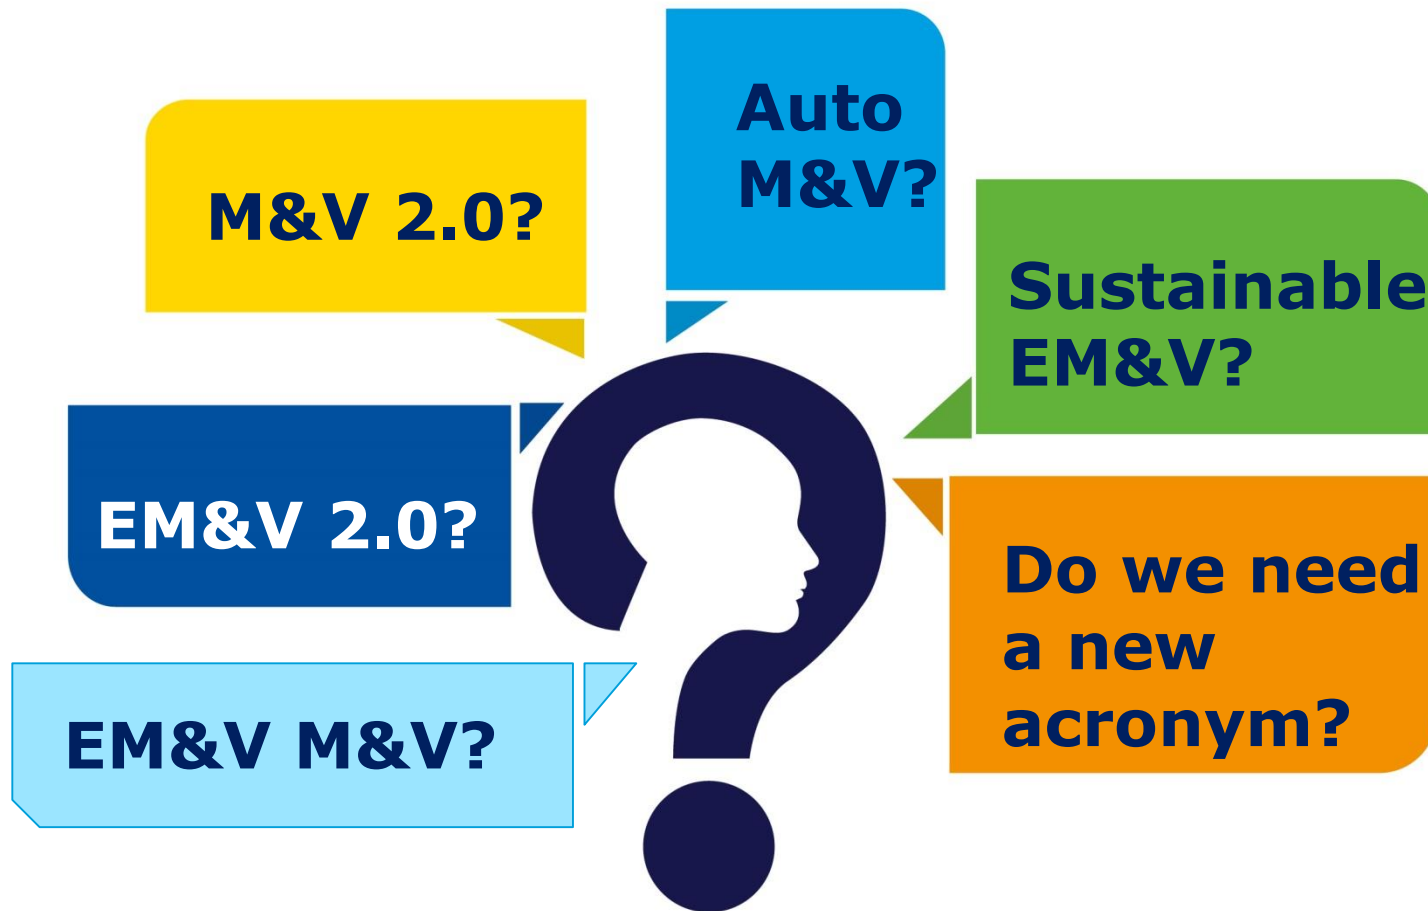 Auto
M&V?
M&V 2.0?
Sustainable
EM&V?
EM&V 2.0?
Do we need
a new
acronym?
EM&V M&V?